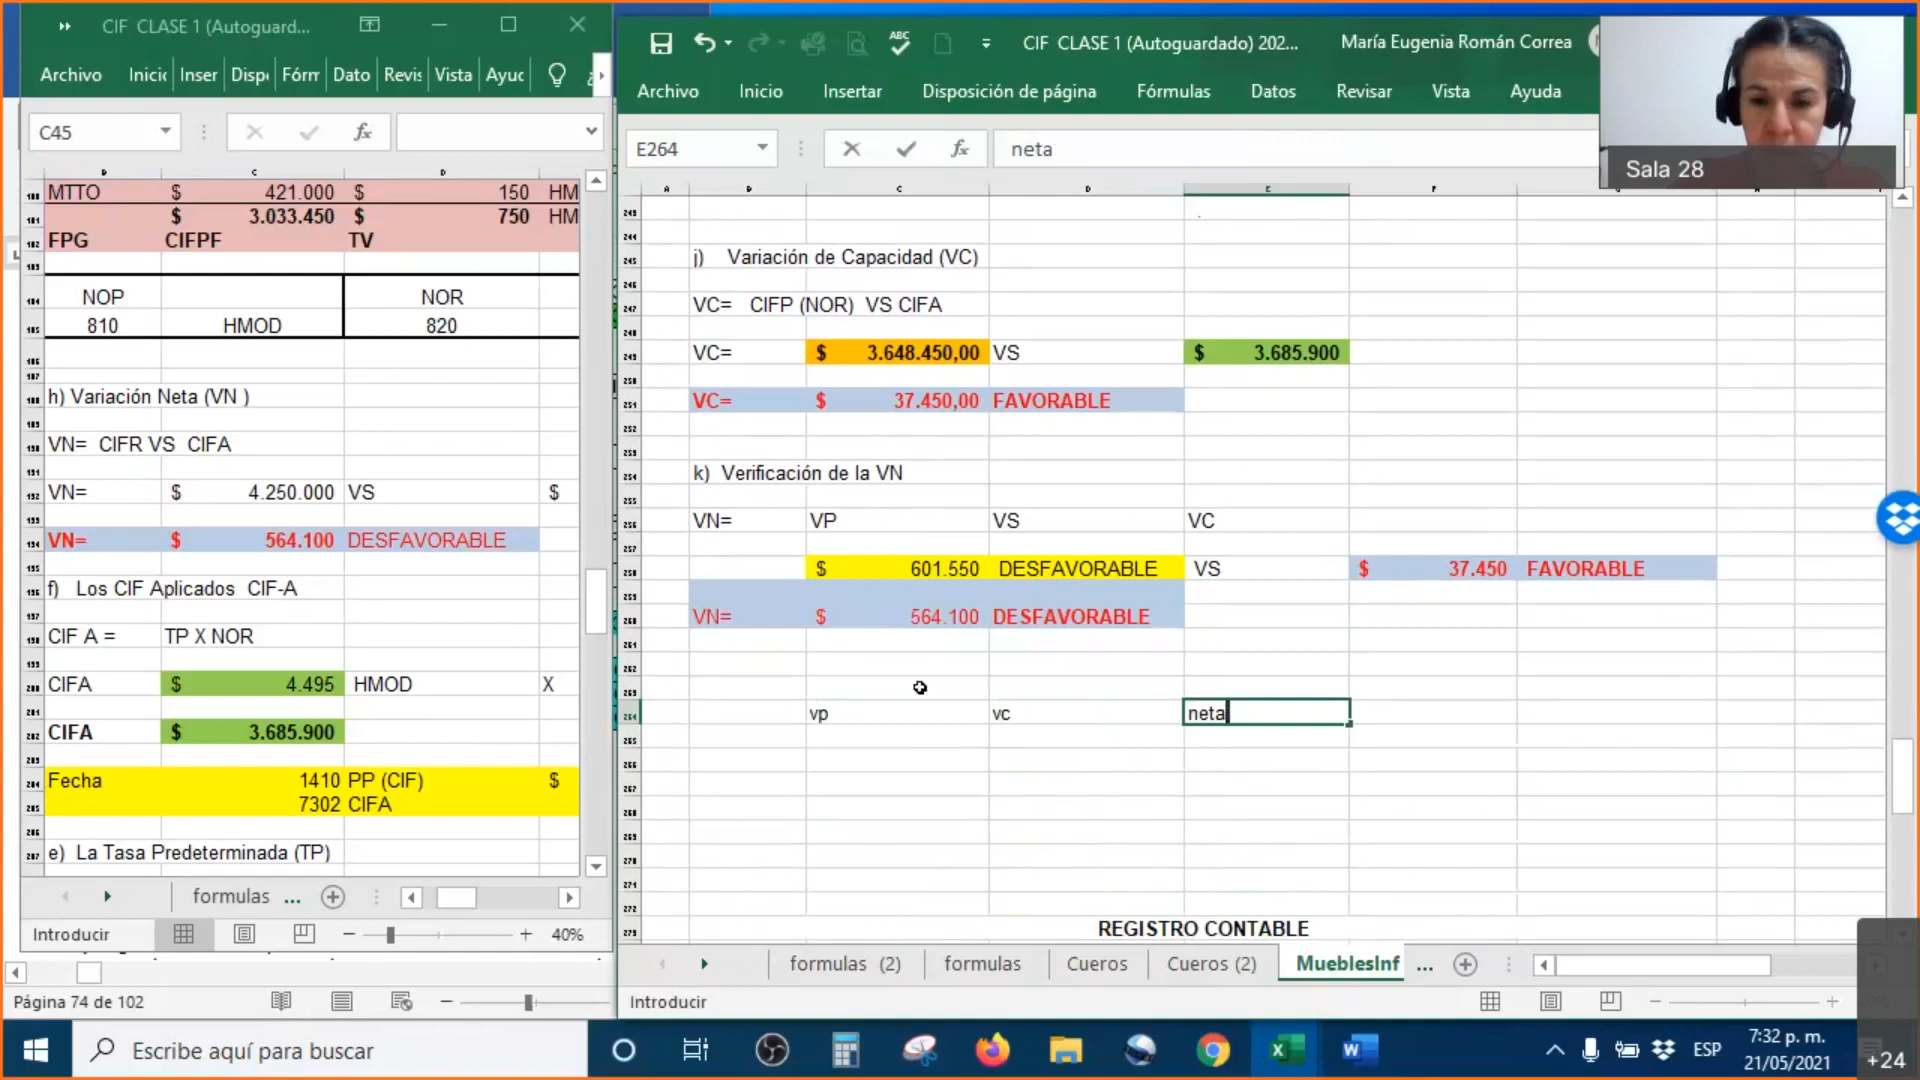 CIF CLASE 1 (Autoguard...
Archivo Inserr Dato Vista
C45
MTTO $ 421.000 $ 150 HM
$ 3.033.450 $ 750 HM
FPG CIFPF TV
NOP NOR
810 HMOD 820
h) Variación Neta (VN )
VN= CIFR VS CIFA
VN= $ 4.250.000 VS $
VN= $ 564.100 DESFAVORABLE
f) Los CIF Aplicados CIF-A
CIF A = TP X NOR
CIFA $ 4.495 HMOD X
CIFA $ 3.685.900
Fecha 1410 PP (CIF) $
7302 CIFA
e) La Tasa Predeterminada (TP)
formulas ...
Introducir 40%
Página 74 de 102
ABC
CIF CLASE 1 (Autoguardado) 202... María Eugenia Román Correa
Archivo Inicio Insertar Disposición de página Fórmulas Datos Revisar Vista Ayuda
E264 neta
Sala 28
j) Variación de Capacidad (VC)
VC= CIFP (NOR) VS CIFA
VC= $ 3.648.450,00 VS $ 3.685.900
VC= $ 37.450,00 FAVORABLE
k) Verificación de la VN
VN= VP VS VC
$ 601.550 DESFAVORABLE VS $ 37.450 FAVORABLE
VN= $ 564.100 DESFAVORABLE
vp vc neta
REGISTRO CONTABLE
formulas (2) formulas Cueros Cueros (2) MueblesInf ...
Introducir
Escribe aquí para buscar
ESP
7:32 p. m.
21/05/2021
+24